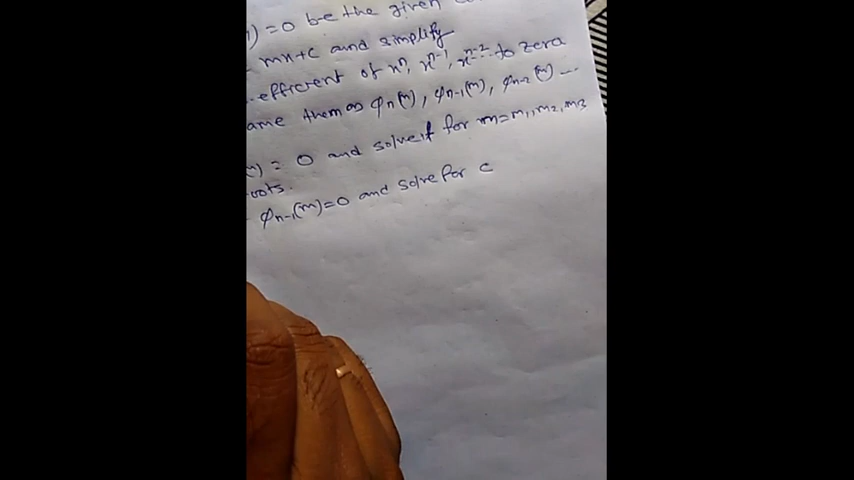 ) = 0 be the given
mx+c and simplify
efficient of xⁿ, xⁿ⁻¹, xⁿ⁻² ... to zero
ame them as φn(m), φn-1(m), φn-2(m) ...
) = 0 and solve it for m=m1, m2, m3
oots.
φn-1(m)=0 and solve for c